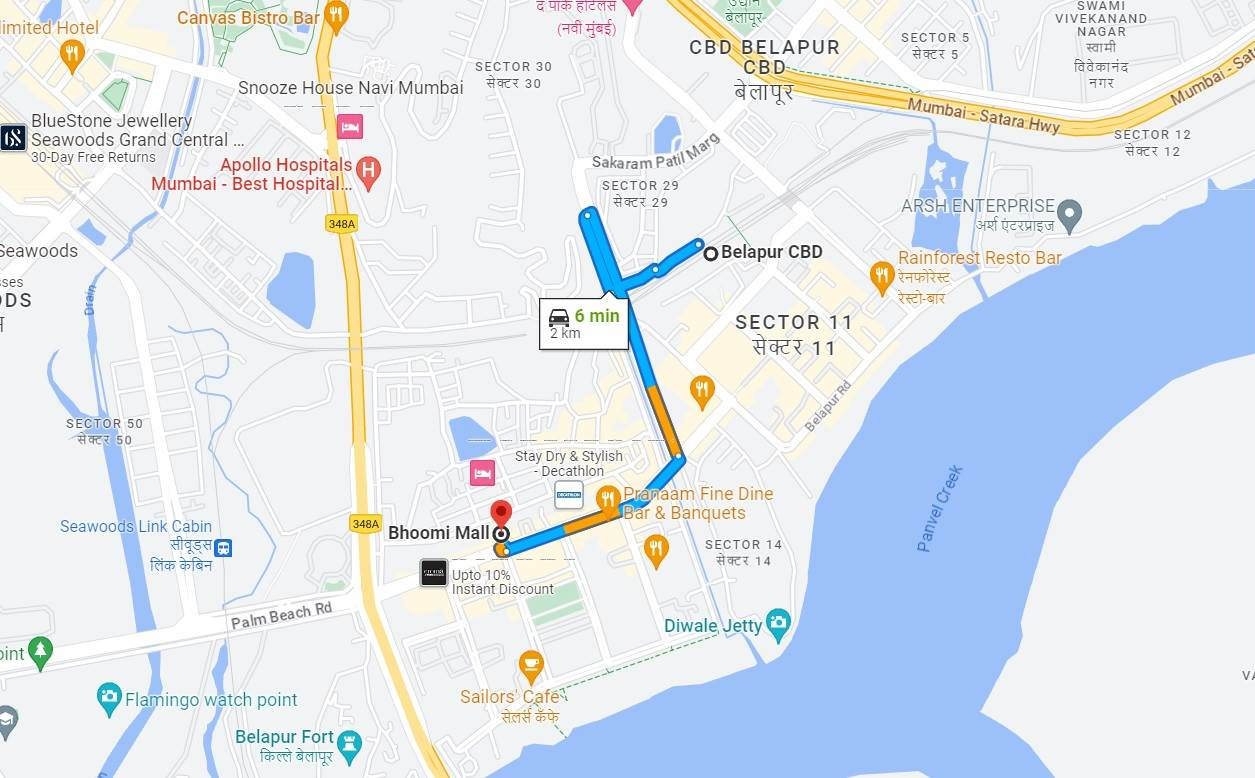 Canvas Bistro Bar
द पार्क हॉटेल्स
(नवी मुंबई)
उद्यान
बेलापूर
SWAMI
VIVEKANAND
NAGAR
स्वामी
विवेकानंद
नगर
limited Hotel
SECTOR 5
सेक्टर 5
CBD BELAPUR
CBD
बेलापूर
SECTOR 30
सेक्टर 30
Snooze House Navi Mumbai
Mumbai - Satara Hwy
Mumbai - Sat
BlueStone Jewellery
Seawoods Grand Central ...
30-Day Free Returns
SECTOR 12
सेक्टर 12
Sakaram Patil Marg
Apollo Hospitals
Mumbai - Best Hospital...
H
SECTOR 29
सेक्टर 29
ARSH ENTERPRISE
अर्श एंटरप्राइज
348A
Seawoods
Belapur CBD
Rainforest Resto Bar
रेनफोरेस्ट
रेस्टो-बार
Drain
6 min
2 km
SECTOR 11
सेक्टर 11
Belapur Rd
SECTOR 50
सेक्टर 50
Stay Dry & Stylish
- Decathlon
DECATHLON
Pranaam Fine Dine
Bar & Banquets
Panvel Creek
Seawoods Link Cabin
सीवूड्स
लिंक केबिन
348A
Bhoomi Mall
SECTOR 14
सेक्टर 14
croma
Upto 10%
Instant Discount
Palm Beach Rd
Diwale Jetty
oint
Sailors' Cafe
सेलर्स कॅफे
Flamingo watch point
Belapur Fort
किल्ले बेलापूर